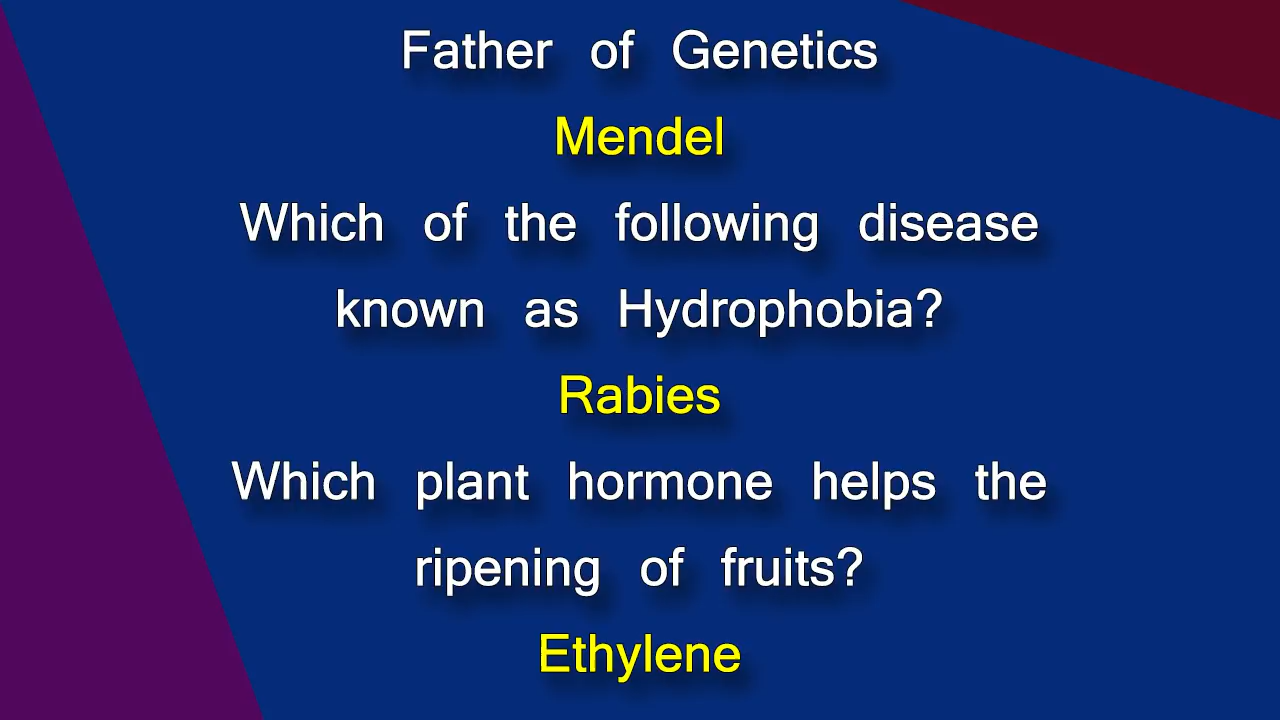 Father of Genetics
Mendel
Which of the following disease
known as Hydrophobia?
Rabies
Which plant hormone helps the
ripening of fruits?
Ethylene